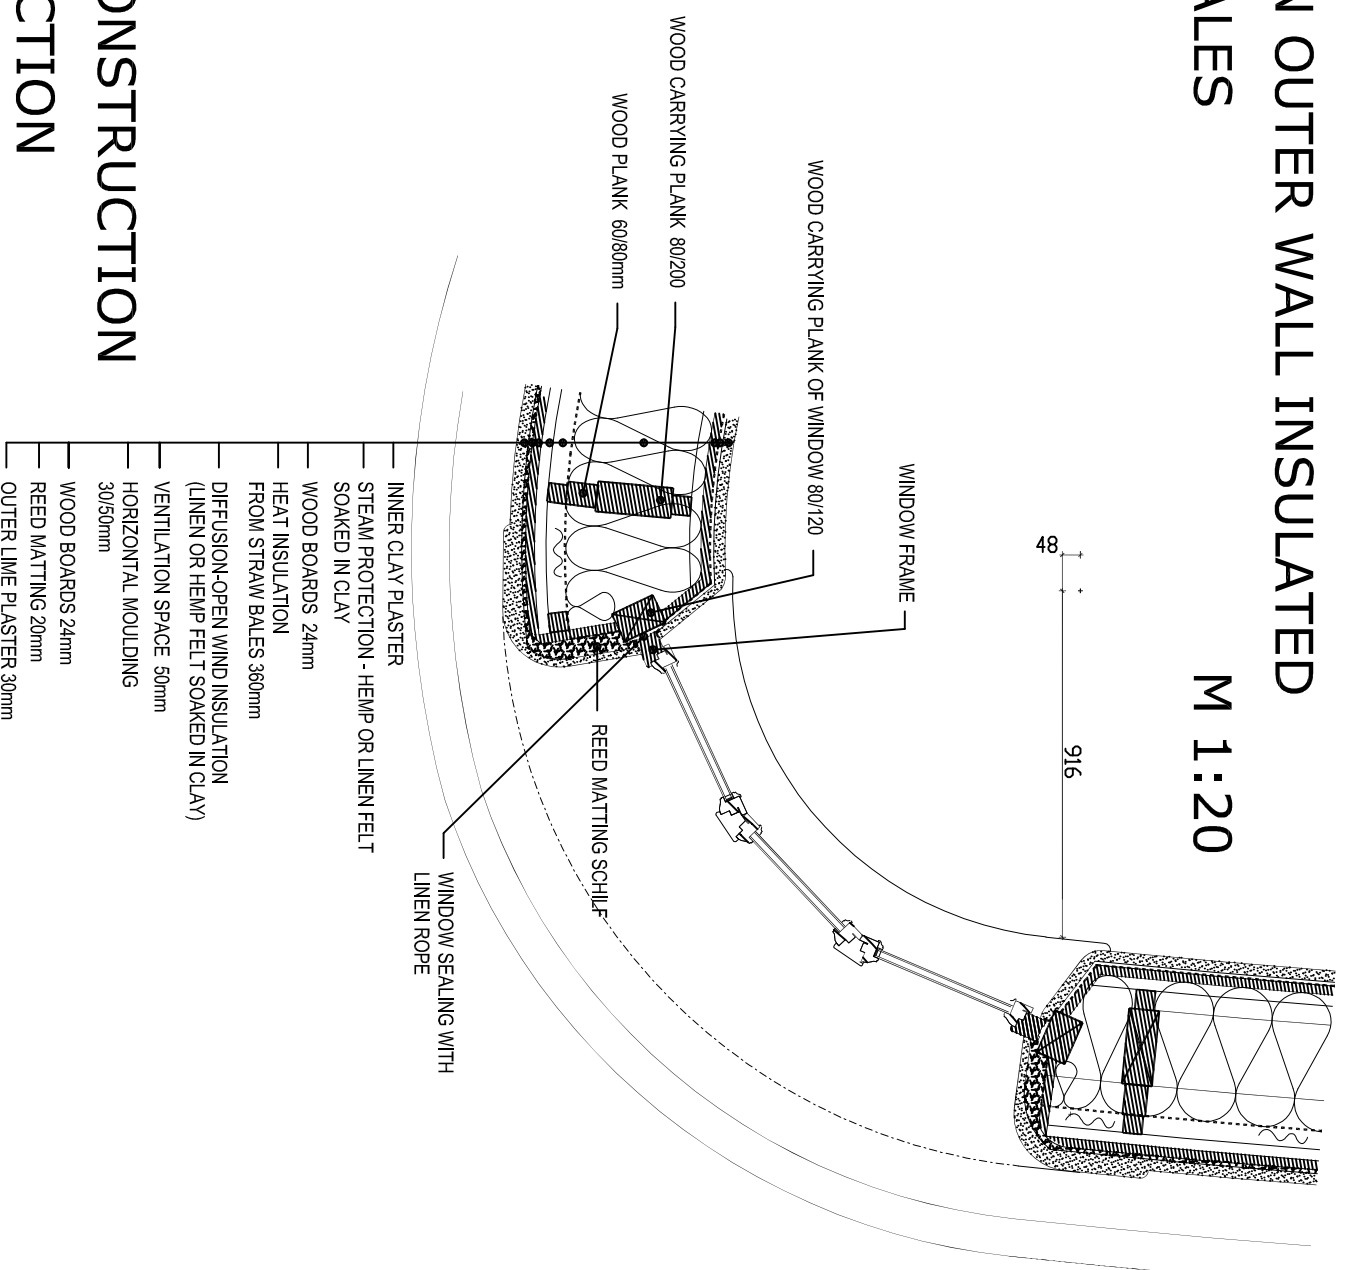 N OUTER WALL INSULATED
ALES M 1:20
916
48
WINDOW FRAME
WOOD CARRYING PLANK OF WINDOW 80/120
WOOD CARRYING PLANK 80/200
WOOD PLANK 60/80mm
REED MATTING SCHILF
WINDOW SEALING WITH
LINEN ROPE
INNER CLAY PLASTER
STEAM PROTECTION - HEMP OR LINEN FELT
SOAKED IN CLAY
WOOD BOARDS 24mm
HEAT INSULATION
FROM STRAW BALES 360mm
DIFFUSION-OPEN WIND INSULATION
(LINEN OR HEMP FELT SOAKED IN CLAY)
VENTILATION SPACE 50mm
HORIZONTAL MOULDING
30/50mm
WOOD BOARDS 24mm
REED MATTING 20mm
OUTER LIME PLASTER 30mm
ONSTRUCTION
CTION